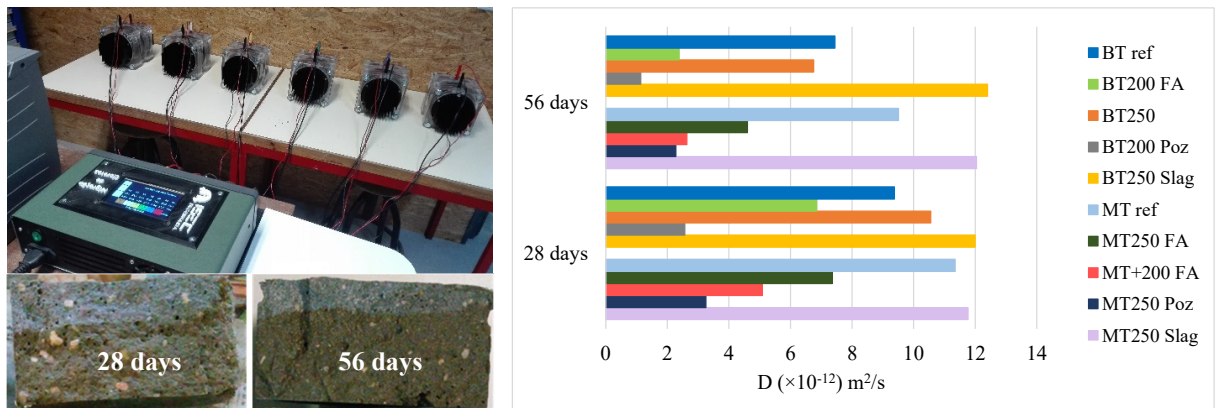 28 days
56 days
56 days
28 days
0 2 4 6 8 10 12 14
D (×10⁻¹²) m²/s
BT ref
BT200 FA
BT250
BT200 Poz
BT250 Slag
MT ref
MT250 FA
MT+200 FA
MT250 Poz
MT250 Slag